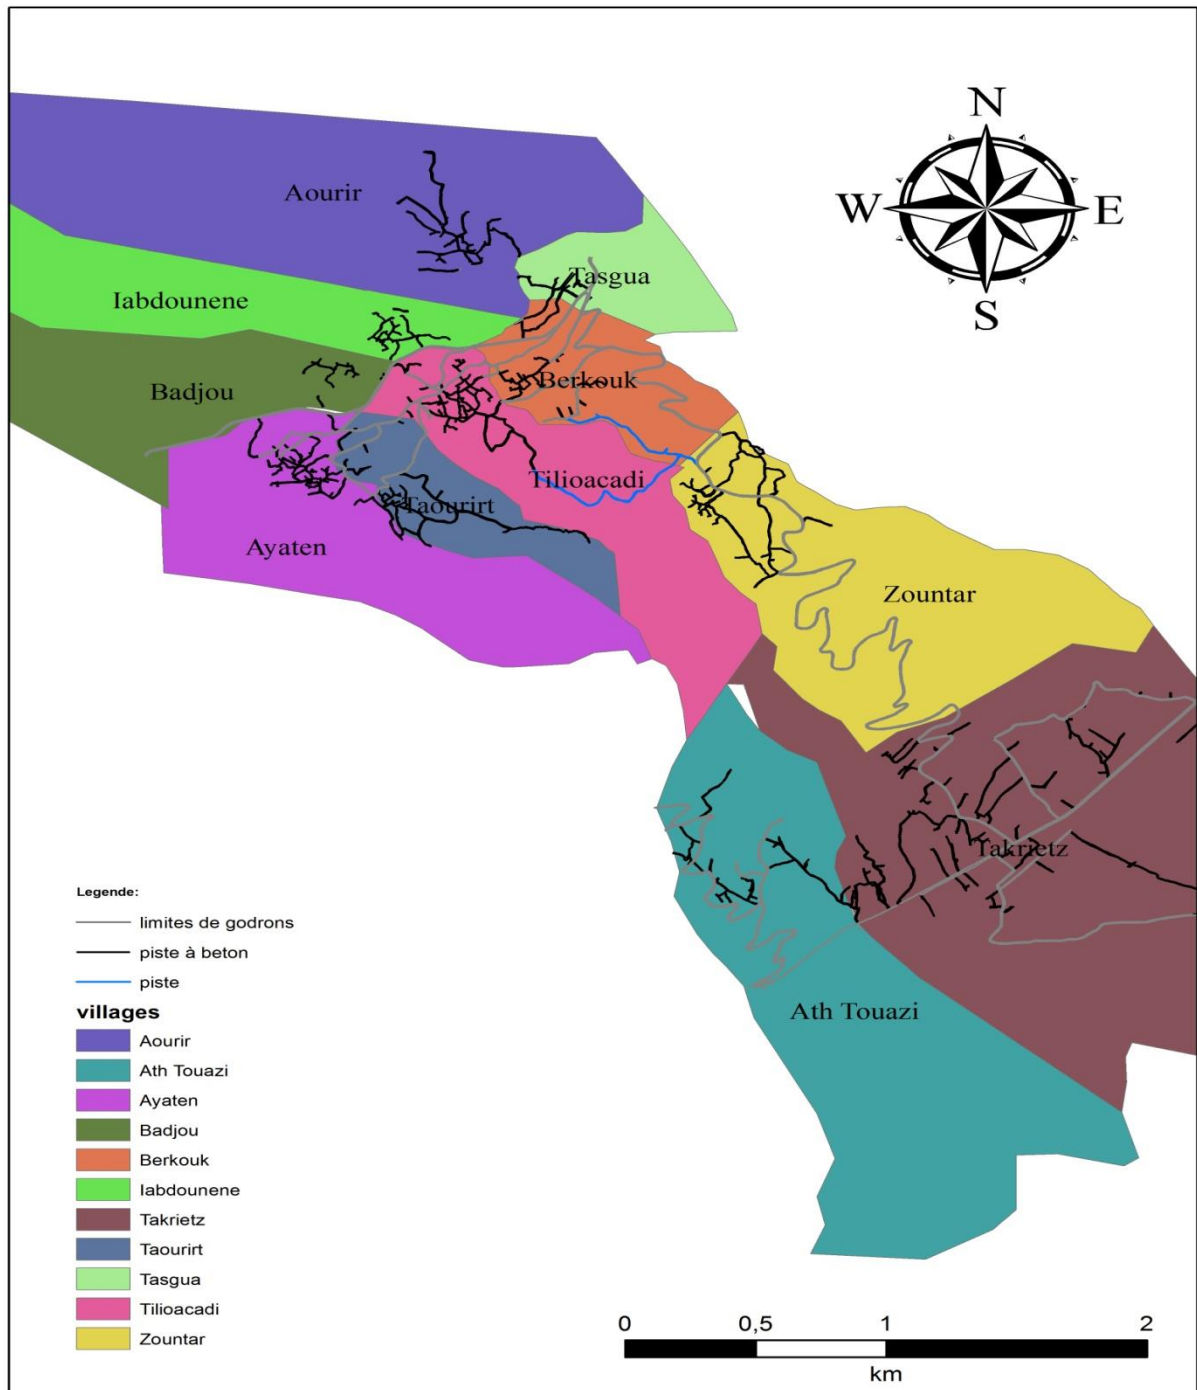 N
W
E
S
Aourir
Tasgua
Iabdounene
Berkouk
Badjou
Tilioacadi
Taourirt
Ayaten
Zountar
Takrietz
Ath Touazi
Legende:
limites de godrons
piste à beton
piste
villages
Aourir
Ath Touazi
Ayaten
Badjou
Berkouk
Iabdounene
Takrietz
Taourirt
Tasgua
Tilioacadi
Zountar
0 0,5 1 2
km